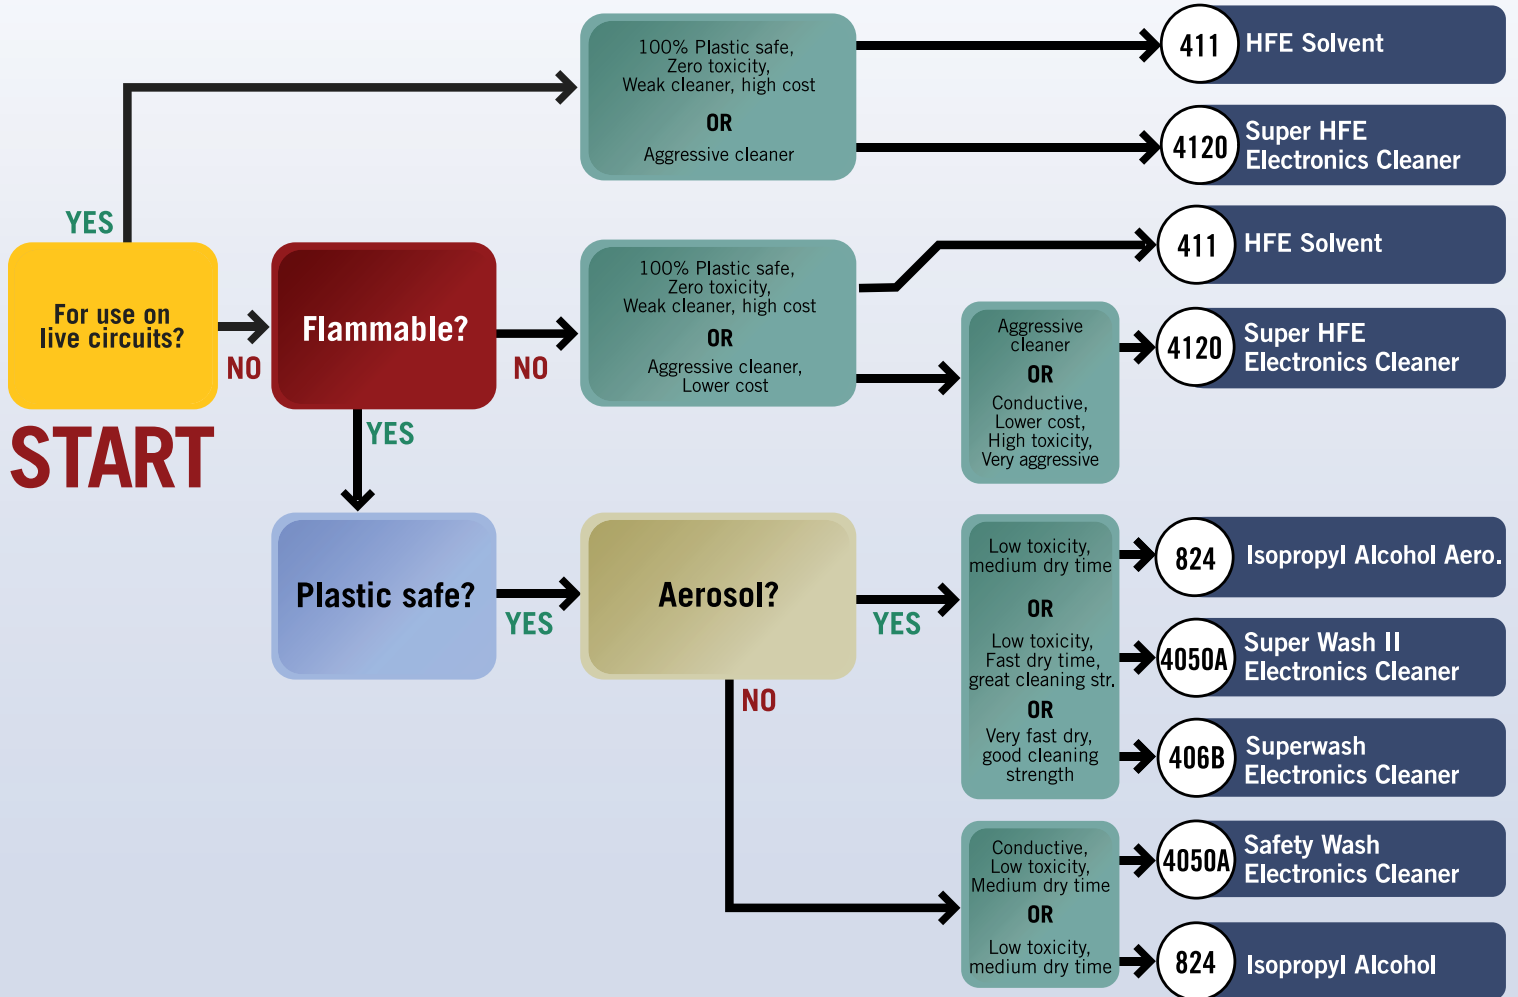 100% Plastic safe,
Zero toxicity,
Weak cleaner, high cost
OR
Aggressive cleaner
411
HFE Solvent
4120
Super HFE
Electronics Cleaner
YES
For use on
live circuits?
NO
START
Flammable?
NO
YES
100% Plastic safe,
Zero toxicity,
Weak cleaner, high cost
OR
Aggressive cleaner,
Lower cost
411
HFE Solvent
Aggressive
cleaner
OR
Conductive,
Lower cost,
High toxicity,
Very aggressive
4120
Super HFE
Electronics Cleaner
Plastic safe?
YES
Aerosol?
YES
NO
Low toxicity,
medium dry time
OR
Low toxicity,
Fast dry time,
great cleaning str.
OR
Very fast dry,
good cleaning
strength
824
Isopropyl Alcohol Aero.
4050A
Super Wash II
Electronics Cleaner
406B
Superwash
Electronics Cleaner
Conductive,
Low toxicity,
Medium dry time
OR
Low toxicity,
medium dry time
4050A
Safety Wash
Electronics Cleaner
824
Isopropyl Alcohol